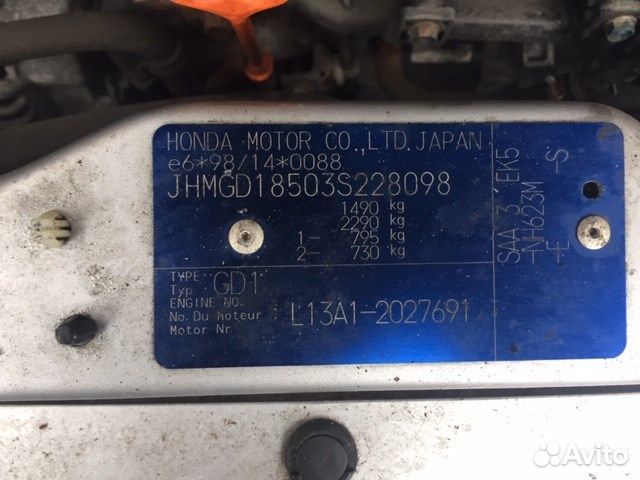 HONDA MOTOR CO.,LTD.JAPAN
e6*98/14*0088
JHMGD18503S228098
1490 kg
2290 kg
1- 795 kg
2- 730 kg
TYPE
Typ : GD1
ENGINE NO.
No. Du Moteur : L13A1-2027691
Motor Nr
SAA 3 EK5
NH623M -S
-E
Avito